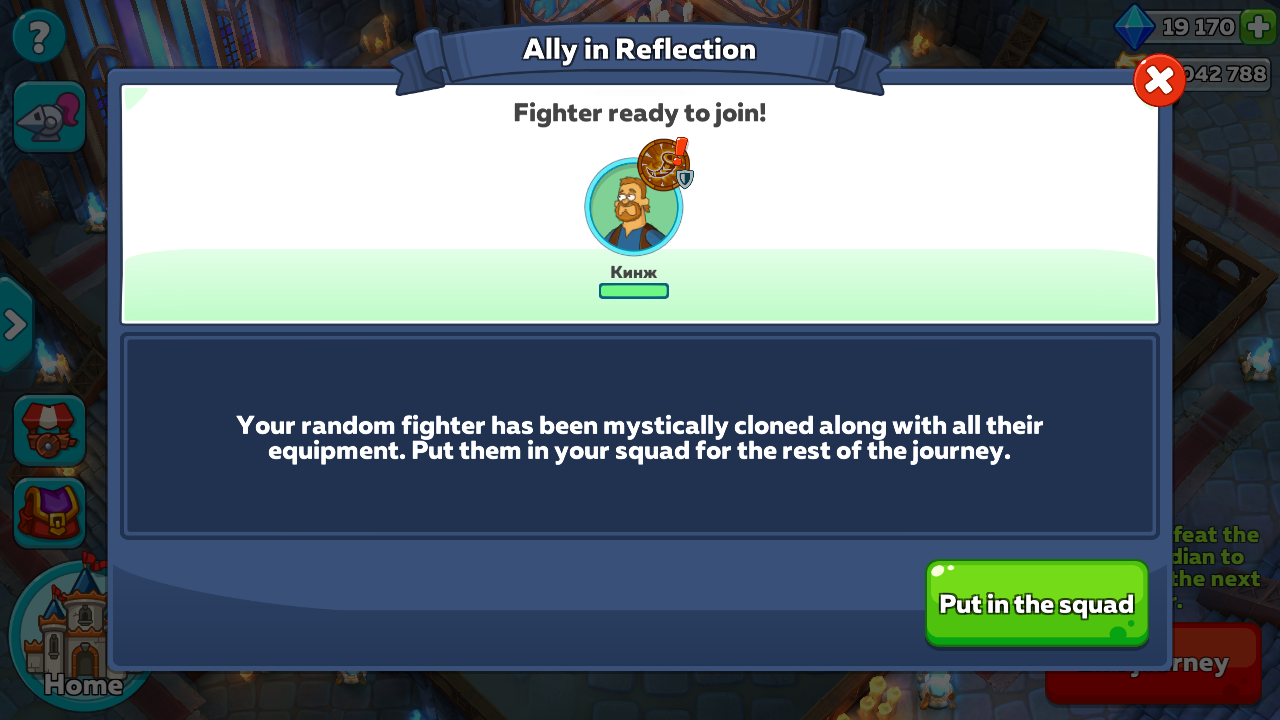 Ally in Reflection
19 170
042 788
Fighter ready to join!
Кинж
Your random fighter has been mystically cloned along with all their
equipment. Put them in your squad for the rest of the journey.
feat the
dian to
the next
r.
Put in the squad
Home
rney